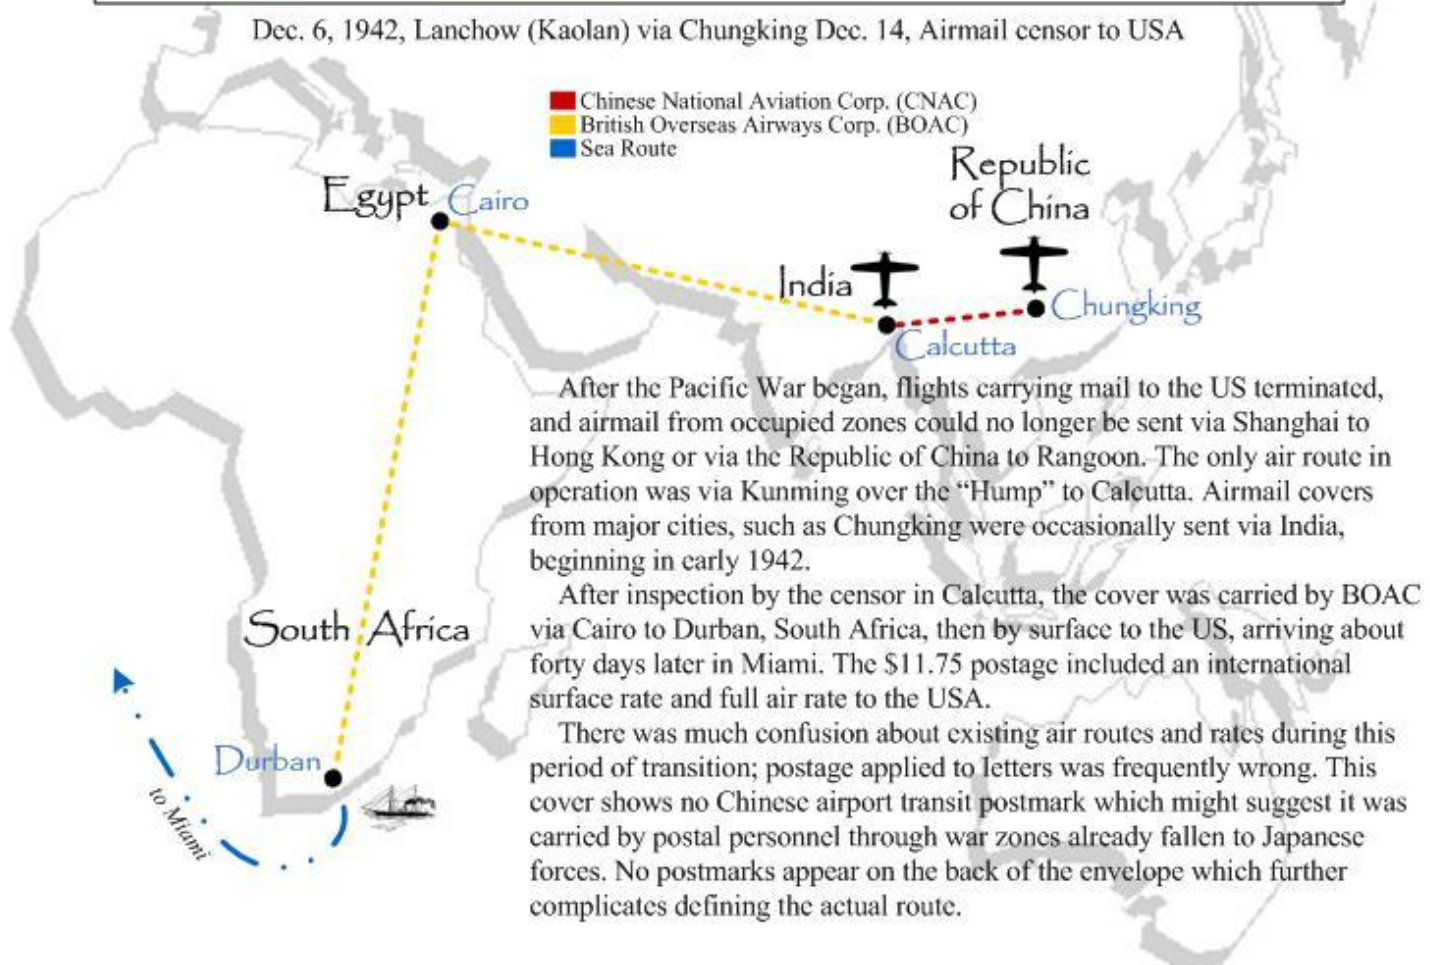 Dec. 6, 1942, Lanchow (Kaolan) via Chungking Dec. 14, Airmail censor to USA
Chinese National Aviation Corp. (CNAC)
British Overseas Airways Corp. (BOAC)
Sea Route
Republic
of China
Egypt
Cairo
India
Chungking
Calcutta
After the Pacific War began, flights carrying mail to the US terminated,
and airmail from occupied zones could no longer be sent via Shanghai to
Hong Kong or via the Republic of China to Rangoon. The only air route in
operation was via Kunming over the “Hump” to Calcutta. Airmail covers
from major cities, such as Chungking were occasionally sent via India,
beginning in early 1942.
After inspection by the censor in Calcutta, the cover was carried by BOAC
via Cairo to Durban, South Africa, then by surface to the US, arriving about
forty days later in Miami. The $11.75 postage included an international
surface rate and full air rate to the USA.
There was much confusion about existing air routes and rates during this
period of transition; postage applied to letters was frequently wrong. This
cover shows no Chinese airport transit postmark which might suggest it was
carried by postal personnel through war zones already fallen to Japanese
forces. No postmarks appear on the back of the envelope which further
complicates defining the actual route.
South Africa
Durban
to Miami